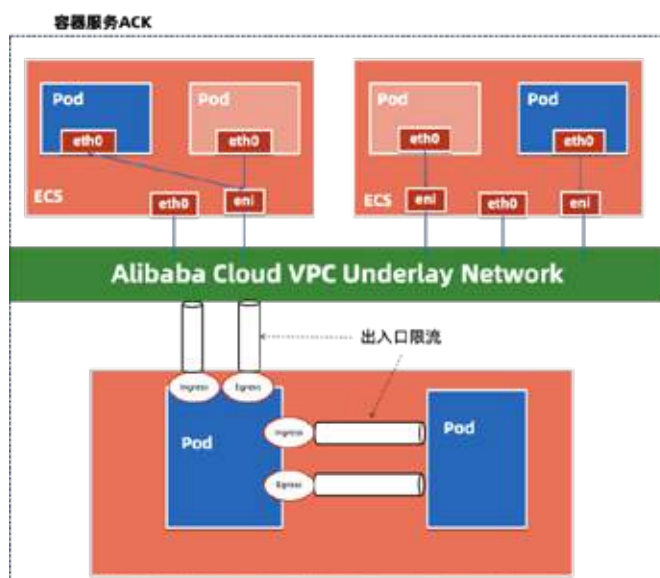 容器服务ACK
Pod
Pod
Pod
Pod
eth0
eth0
eth0
eth0
ECS
eth0
eni
ECS
eni
eth0
eni
Alibaba Cloud VPC Underlay Network
出入口限流
Ingress
Egress
Pod
Ingress
Pod
Egress